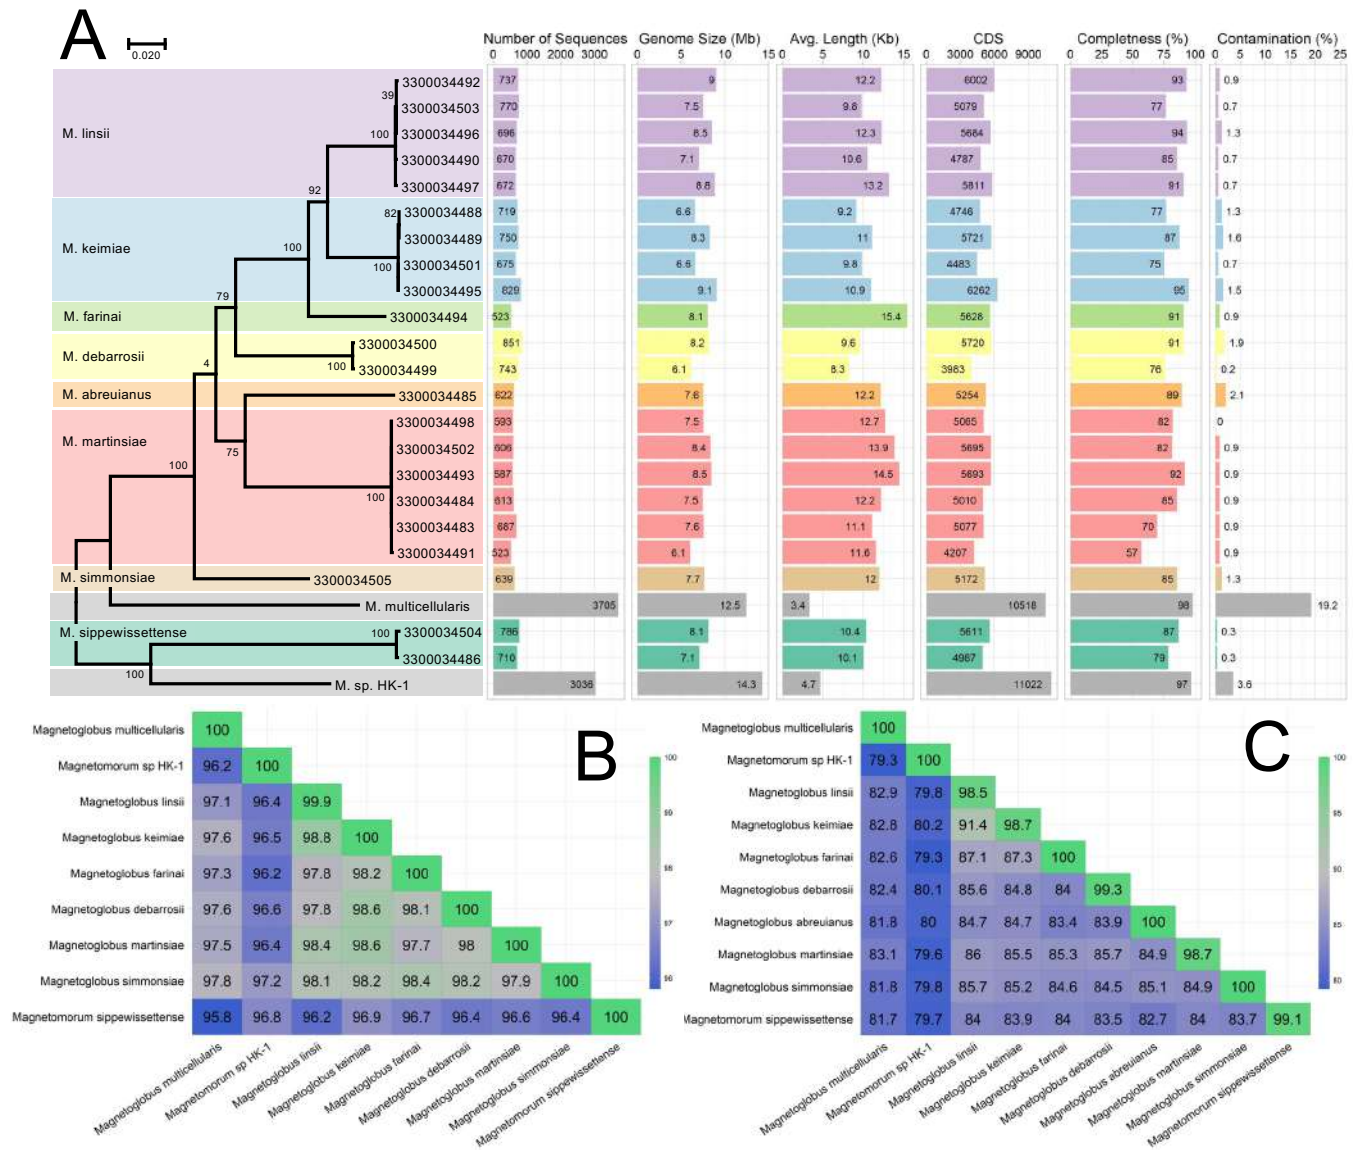 A
0.020
Number of Sequences Genome Size (Mb) Avg. Length (Kb) CDS Completness (%) Contamination (%)
0 1000 2000 3000 0 5 10 15 0 5 10 15 0 3000 6000 9000 0 25 50 75 100 0 5 10 15 20 25
3300034492 737 9 12.2 6002 93 0.9
39
3300034503 770 7.5 9.8 5079 77 0.7
M. linsii 100 3300034496 696 8.5 12.3 5684 94 1.3
3300034490 670 7.1 10.6 4787 85 0.7
3300034497 672 8.8 13.2 5811 91 0.7
92
82 3300034488 719 6.6 9.2 4746 77 1.3
M. keimiae 100 3300034489 750 8.3 11 5721 87 1.6
100 3300034501 675 6.6 9.8 4483 75 0.7
3300034495 829 9.1 10.9 6262 95 1.5
79
M. farinai 3300034494 523 8.1 15.4 5628 91 0.9
3300034500 851 8.2 9.6 5720 91 1.9
M. debarrosii
4 100 3300034499 743 6.1 8.3 3983 76 0.2
M. abreuianus 3300034485 622 7.6 12.2 5254 89 2.1
3300034498 593 7.5 12.7 5065 82 0
M. martinsiae
75 3300034502 606 8.4 13.9 5695 82 0.9
100 3300034493 587 8.5 14.5 5693 92 0.9
100 3300034484 613 7.5 12.2 5010 85 0.9
3300034483 687 7.6 11.1 5077 70 0.9
3300034491 523 6.1 11.6 4207 57 0.9
M. simmonsiae 3300034505 639 7.7 12 5172 85 1.3
M. multicellularis 3705 12.5 3.4 10518 98 19.2
M. sippewissettense 100 3300034504 786 8.1 10.4 5611 87 0.3
3300034486 710 7.1 10.1 4967 79 0.3
100
M. sp. HK-1 3036 14.3 4.7 11022 97 3.6
B
Magnetoglobus multicellularis 100
Magnetomorum sp HK-1 96.2 100
Magnetoglobus linsii 97.1 96.4 99.9
Magnetoglobus keimiae 97.6 96.5 98.8 100
Magnetoglobus farinai 97.3 96.2 97.8 98.2 100
Magnetoglobus debarrosii 97.6 96.6 97.8 98.6 98.1 100
Magnetoglobus martinsiae 97.5 96.4 98.4 98.6 97.7 98 100
Magnetoglobus simmonsiae 97.8 97.2 98.1 98.2 98.4 98.2 97.9 100
Magnetomorum sippewissettense 95.8 96.8 96.2 96.9 96.7 96.4 96.6 96.4 100
Magnetoglobus multicellularis
Magnetomorum sp HK-1
Magnetoglobus linsii
Magnetoglobus keimiae
Magnetoglobus farinai
Magnetoglobus debarrosii
Magnetoglobus martinsiae
Magnetoglobus simmonsiae
Magnetomorum sippewissettense
100
99
98
97
96
C
Magnetoglobus multicellularis 100
Magnetomorum sp HK-1 79.3 100
Magnetoglobus linsii 82.9 79.8 98.5
Magnetoglobus keimiae 82.8 80.2 91.4 98.7
Magnetoglobus farinai 82.6 79.3 87.1 87.3 100
Magnetoglobus debarrosii 82.4 80.1 85.6 84.8 84 99.3
Magnetoglobus abreuianus 81.8 80 84.7 84.7 83.4 83.9 100
Magnetoglobus martinsiae 83.1 79.6 86 85.5 85.3 85.7 84.9 98.7
Magnetoglobus simmonsiae 81.8 79.8 85.7 85.2 84.6 84.5 85.1 84.9 100
Magnetomorum sippewissettense 81.7 79.7 84 83.9 84 83.5 82.7 84 83.7 99.1
Magnetoglobus multicellularis
Magnetomorum sp HK-1
Magnetoglobus linsii
Magnetoglobus keimiae
Magnetoglobus farinai
Magnetoglobus debarrosii
Magnetoglobus abreuianus
Magnetoglobus martinsiae
Magnetoglobus simmonsiae
Magnetomorum sippewissettense
100
95
90
85
80